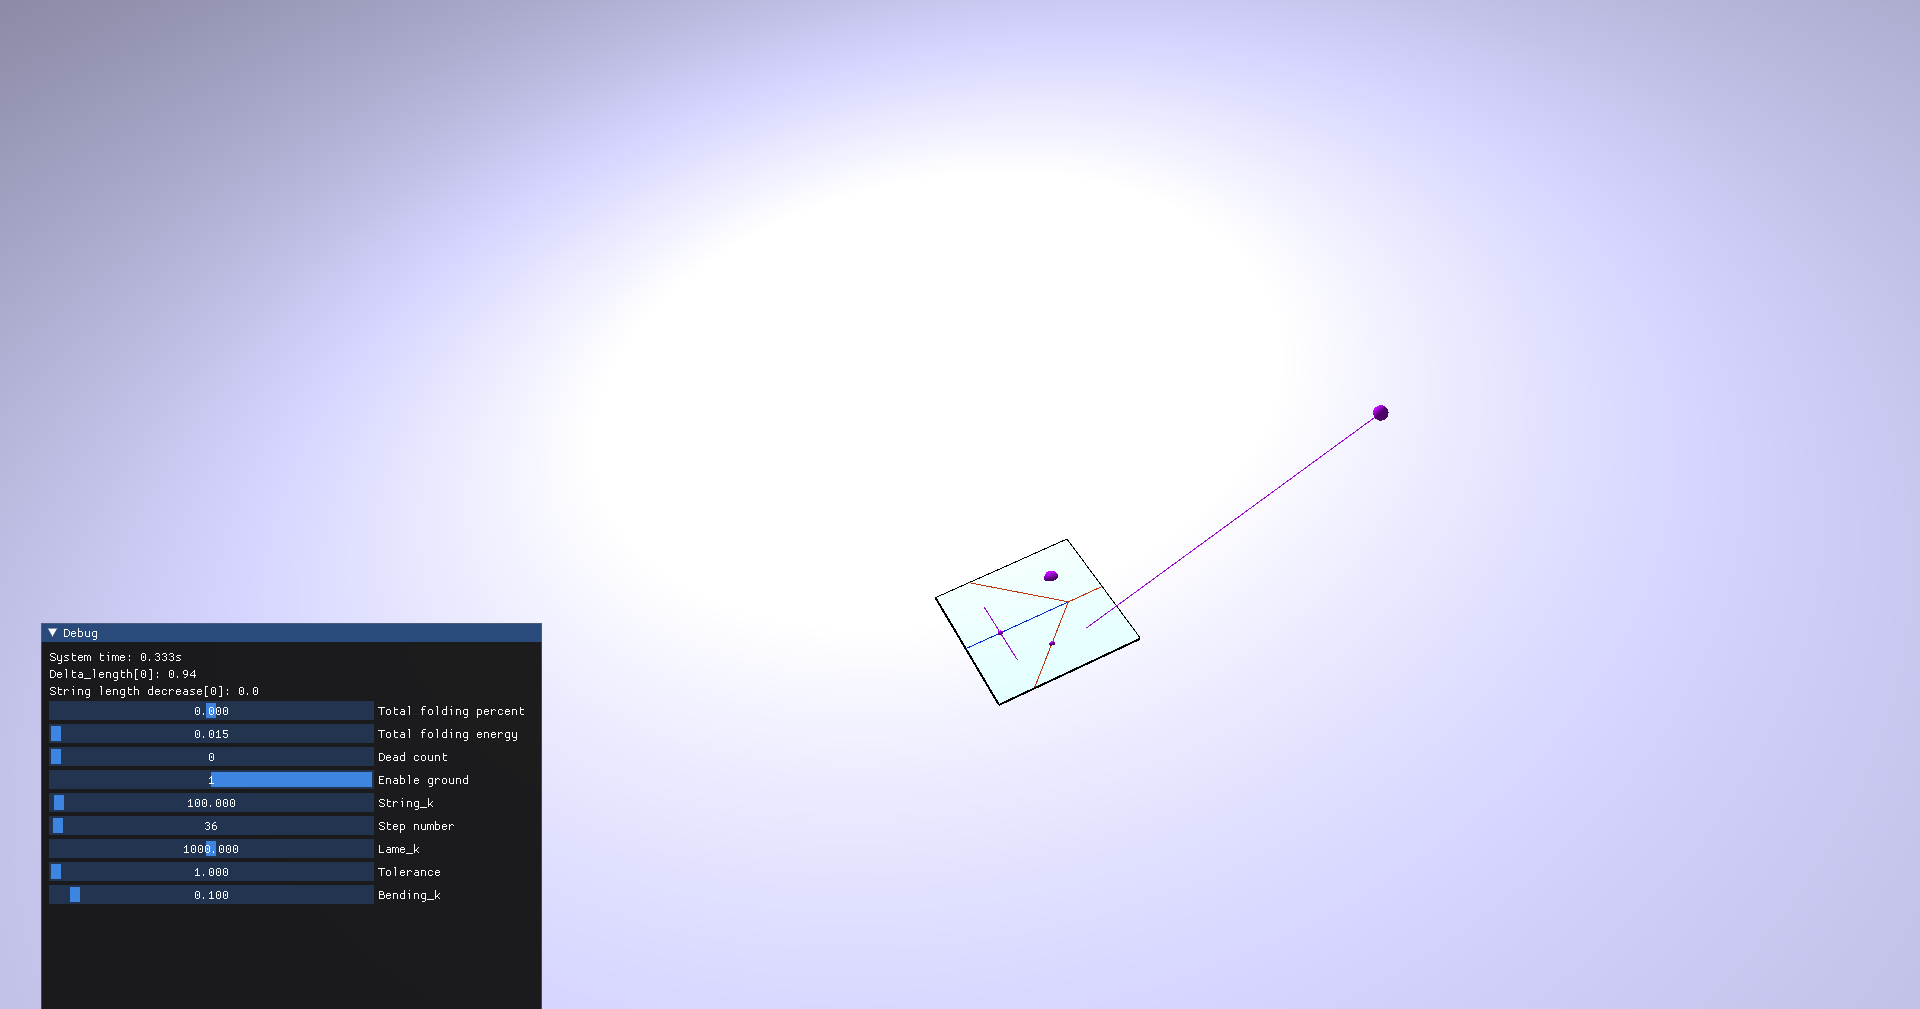 Debug
System time: 0.333s
Delta_length[0]: 0.94
String length decrease[0]: 0.0
0.000 Total folding percent
0.015 Total folding energy
0 Dead count
1 Enable ground
100.000 String_k
36 Step number
1000.000 Lame_k
1.000 Tolerance
0.100 Bending_k